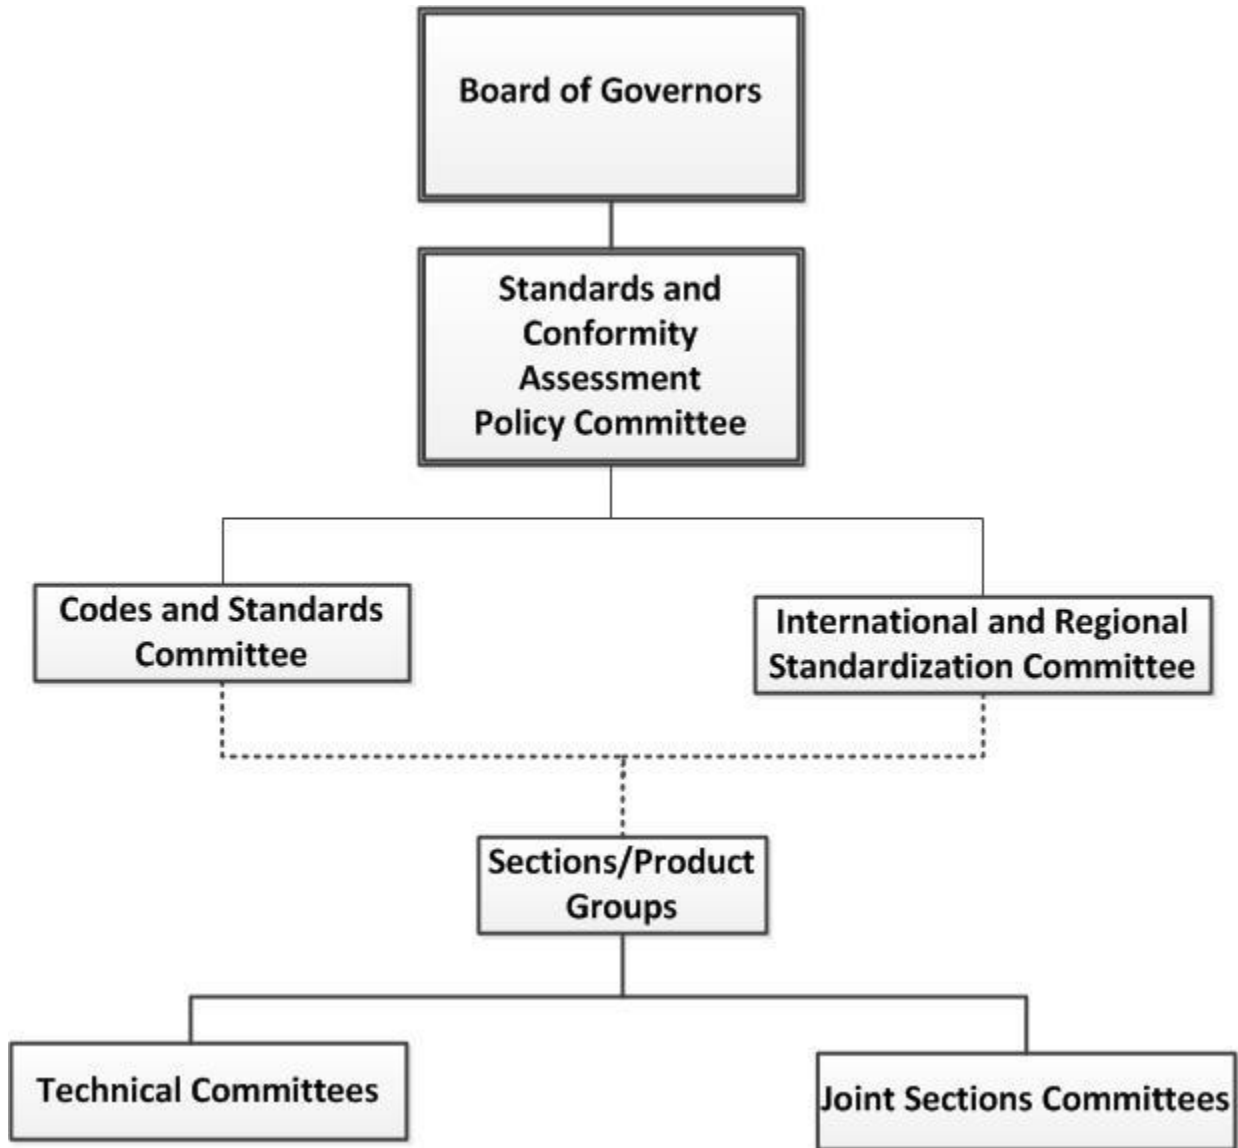 Board of Governors
Standards and
Conformity
Assessment
Policy Committee
Codes and Standards
Committee
International and Regional
Standardization Committee
Sections/Product
Groups
Technical Committees
Joint Sections Committees